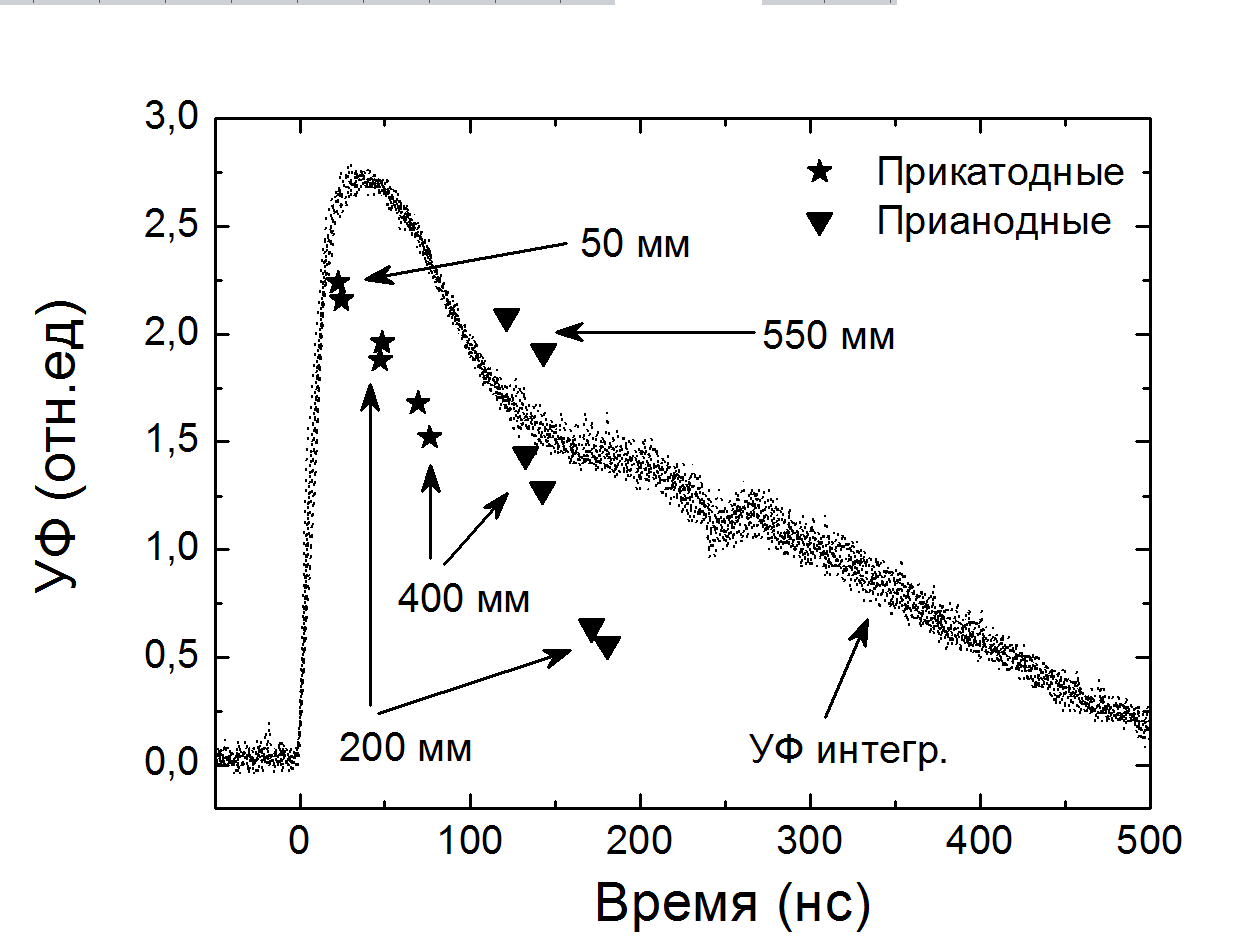 3,0
2,5
2,0
1,5
1,0
0,5
0,0
УФ (отн.ед)
Прикатодные
Прианодные
50 мм
550 мм
400 мм
200 мм
УФ интегр.
0 100 200 300 400 500
Время (нс)